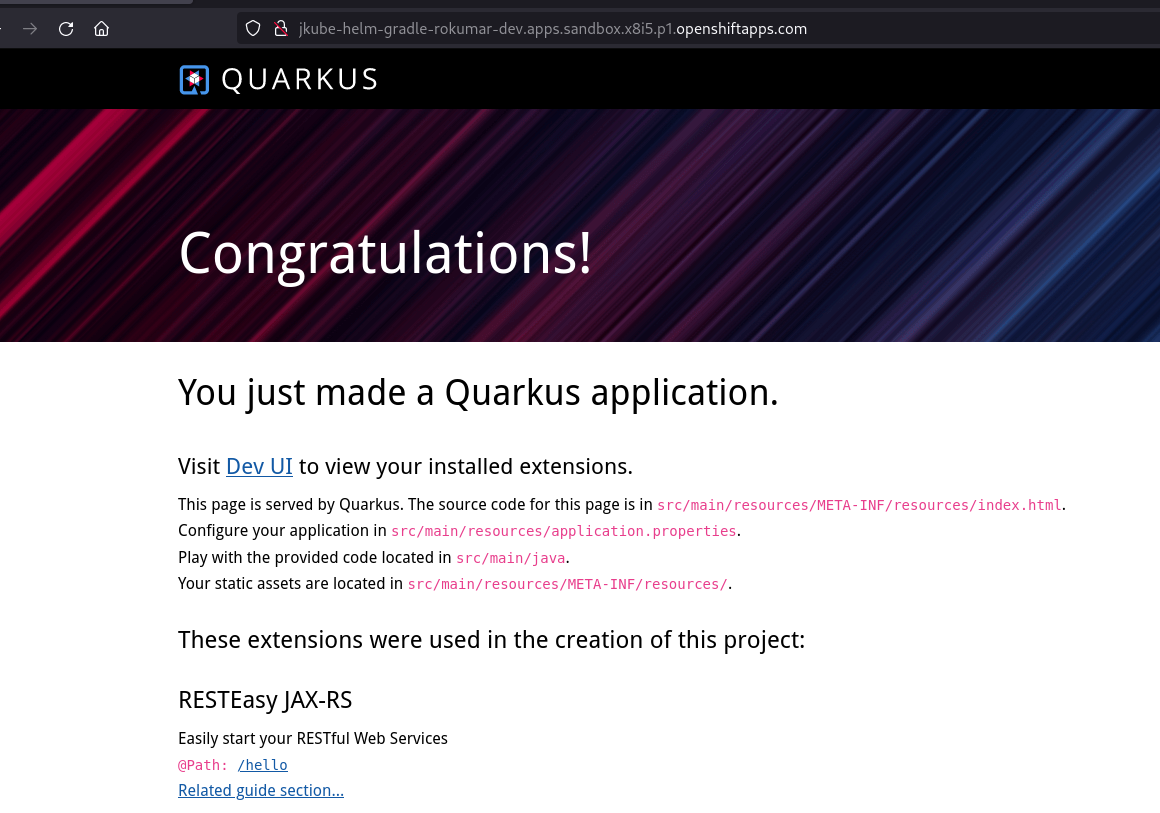 jkube-helm-gradle-rokumar-dev.apps.sandbox.x8i5.p1.openshiftapps.com
QUARKUS
Congratulations!
You just made a Quarkus application.
Visit Dev UI to view your installed extensions.
This page is served by Quarkus. The source code for this page is in src/main/resources/META-INF/resources/index.html.
Configure your application in src/main/resources/application.properties.
Play with the provided code located in src/main/java.
Your static assets are located in src/main/resources/META-INF/resources/.
These extensions were used in the creation of this project:
RESTEasy JAX-RS
Easily start your RESTful Web Services
@Path: /hello
Related guide section...